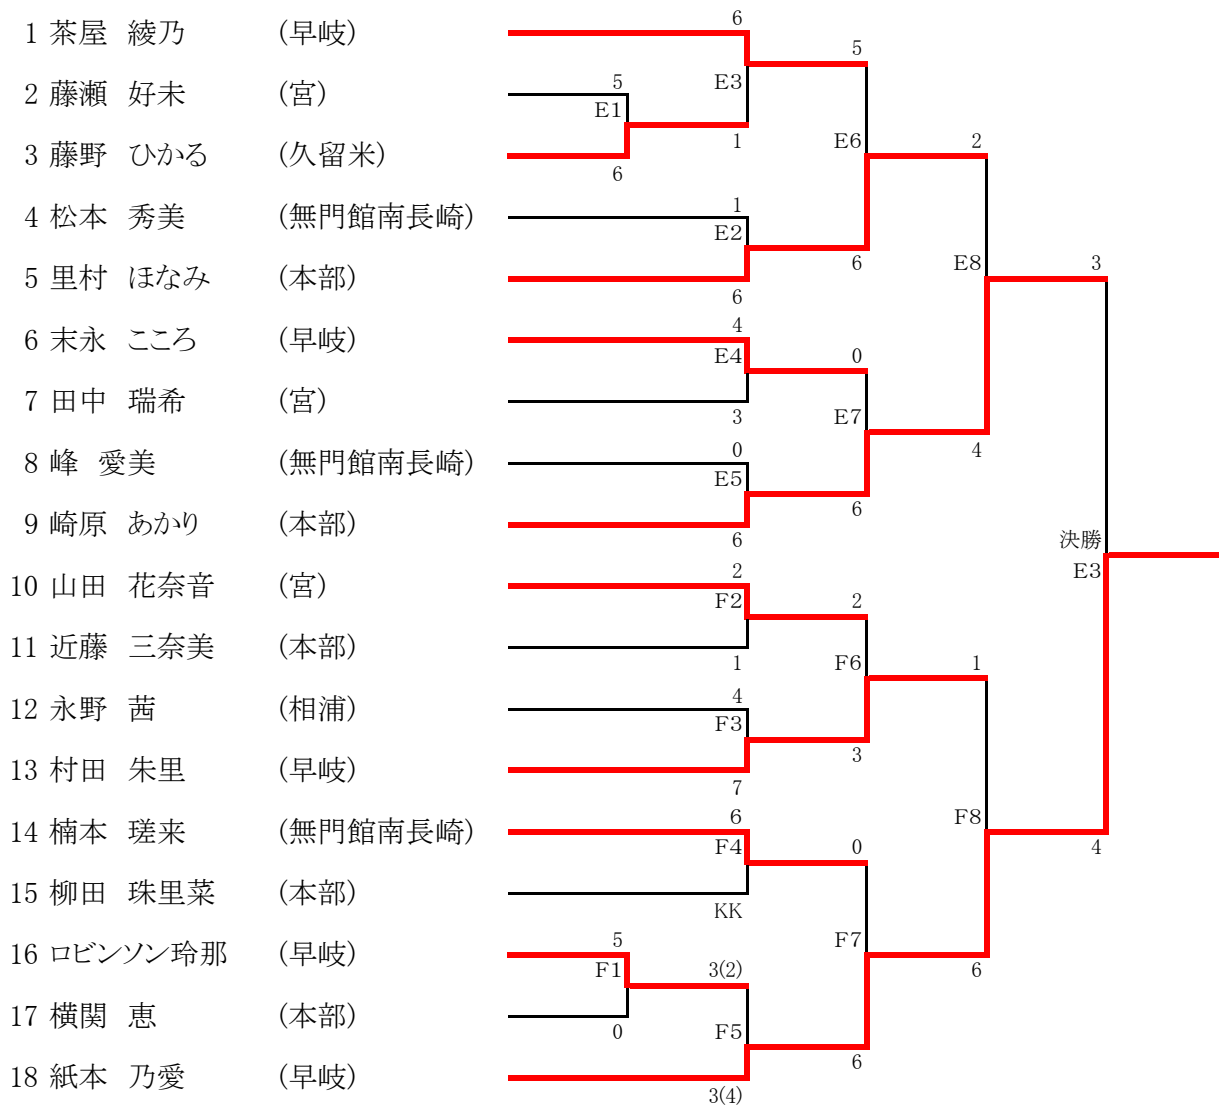 1 茶屋 綾乃 (早岐) 6
5
2 藤瀬 好未 (宮) 5 E3
E1
3 藤野 ひかる (久留米) 1 E6 2
6
4 松本 秀美 (無門館南長崎) 1
E2
5 里村 ほなみ (本部) 6 E8 3
6
6 末永 こころ (早岐) 4
E4 0
7 田中 瑞希 (宮) 3 E7
8 峰 愛美 (無門館南長崎) 0 4
E5
9 崎原 あかり (本部) 6 6
決勝
10 山田 花奈音 (宮) 2 E3
F2 2
11 近藤 三奈美 (本部) 1 F6 1
12 永野 茜 (相浦) 4
F3
13 村田 朱里 (早岐) 7 3
14 楠本 瑳来 (無門館南長崎) 6 F8
F4 0 4
15 柳田 珠里菜 (本部) KK
16 ロビンソン玲那 (早岐) 5 F7
F1 3(2) 6
17 横関 恵 (本部) 0 F5
6
18 紙本 乃愛 (早岐) 3(4)